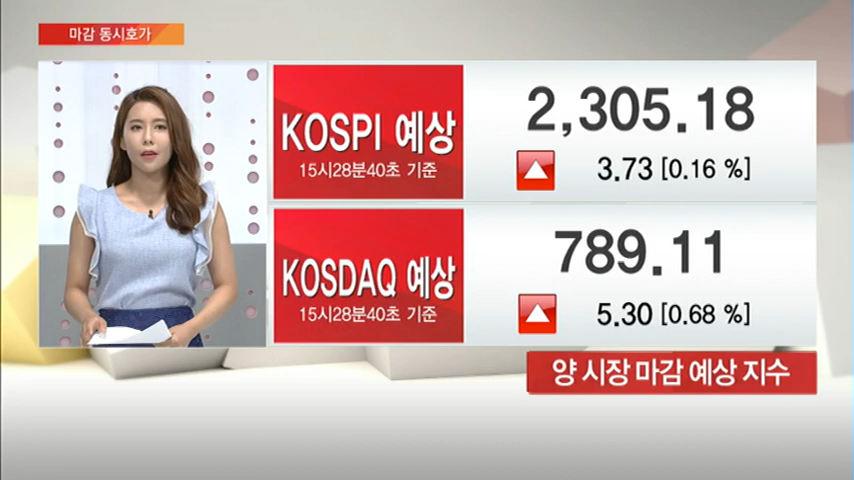 마감 동시호가
KOSPI 예상
15시28분40초 기준
2,305.18
3.73 [0.16 %]
KOSDAQ 예상
15시28분40초 기준
789.11
5.30 [0.68 %]
양 시장 마감 예상 지수